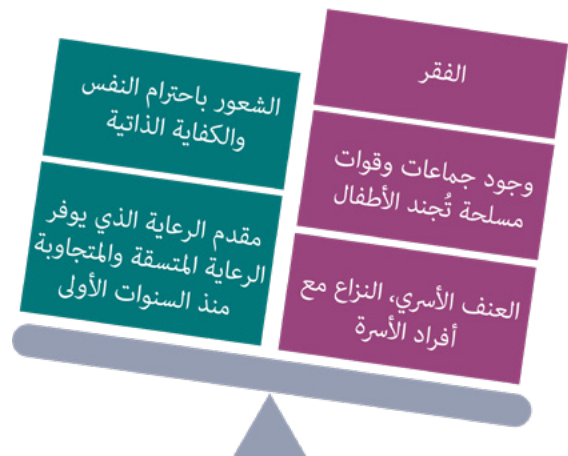 الفقر
وجود جماعات وقوات
مسلحة تُجند الأطفال
العنف الأسري، النزاع مع
أفراد الأسرة
الشعور باحترام النفس
والكفاية الذاتية
مقدم الرعاية الذي يوفر
الرعاية المتسقة والمتجاوبة
منذ السنوات الأولى